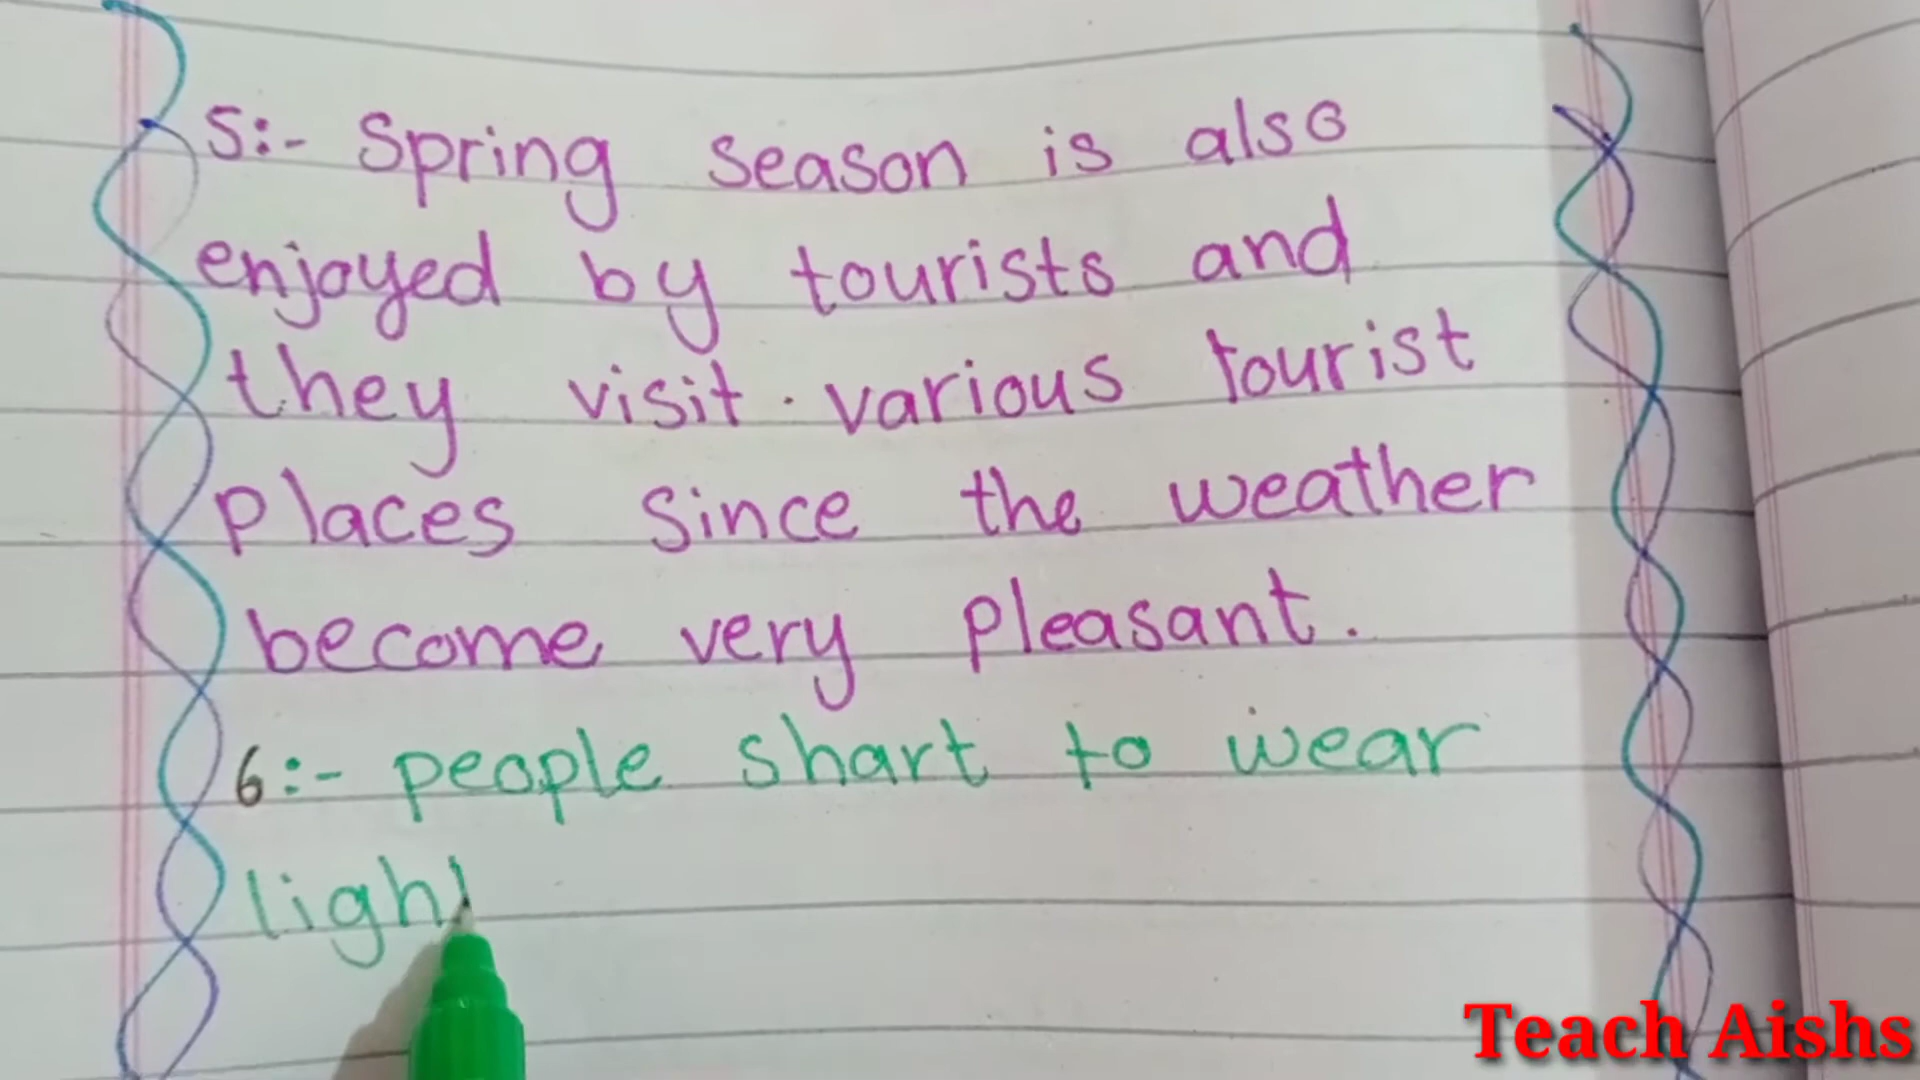 5:- Spring season is also
enjoyed by tourists and
they visit various tourist
Places Since the weather
become very pleasant.
6:- people shart to wear
light
Teach Aishs